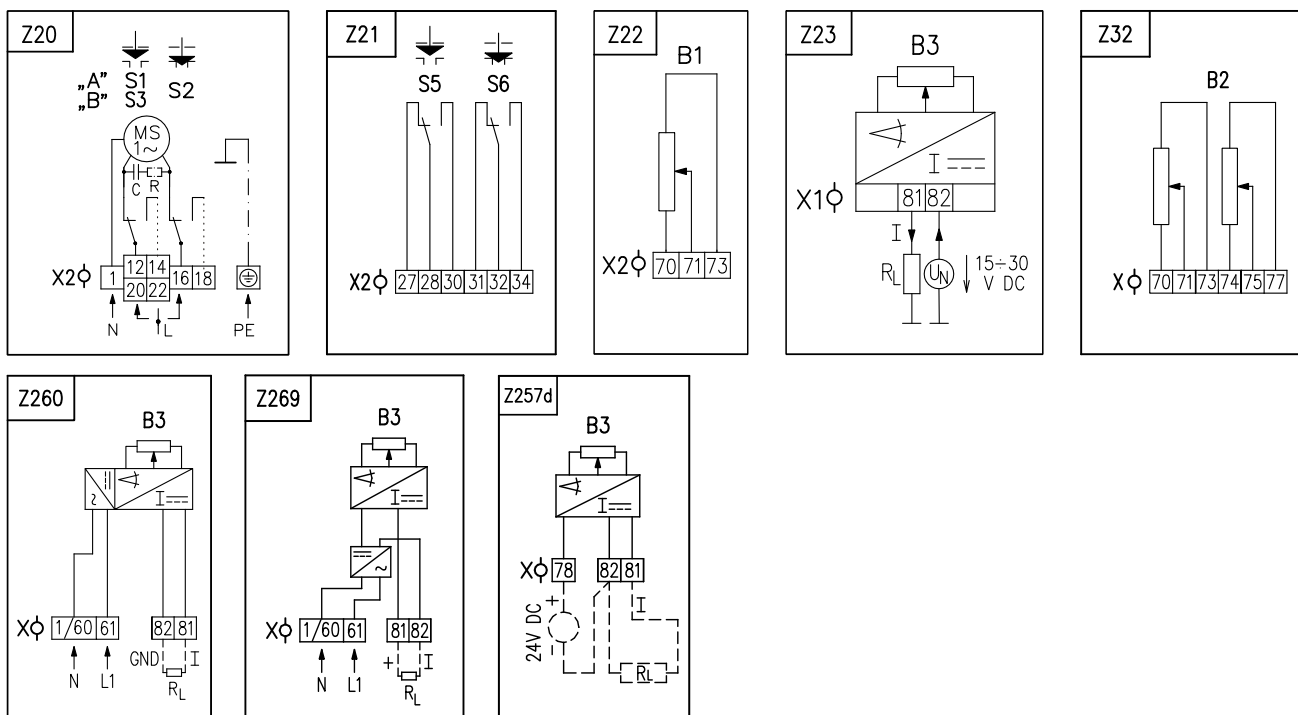 Z20
„A” S1 S2
„B” S3
MS
1~
C R
X2 1 12 14 16 18
20 22
N L PE
Z21
S5 S6
X2 27 28 30 31 32 34
Z22
B1
X2 70 71 73
Z23
B3
I
X1 81 82
I
RL UN 15÷30
V DC
Z32
B2
X 70 71 73 74 75 77
Z260
B3
~ I
X 1/60 61 82 81
GND I
N L1 RL
Z269
B3
I
~
X 1/60 61 81 82
+ I
N L1 RL
Z257d
B3
I
X 78 82 81
+ I
24V DC
− RL